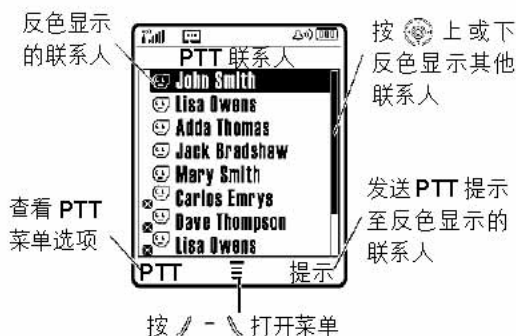 反色显示
的联系人
PTT 联系人
John Smith
Lisa Owens
Adda Thomas
Jack Bradshaw
Mary Smith
Carlos Emrys
Dave Thompson
Lisa Owens
PTT
提示
按 上或下
反色显示其他
联系人
查看 PTT
菜单选项
发送 PTT 提示
至反色显示的
联系人
按 - 打开菜单